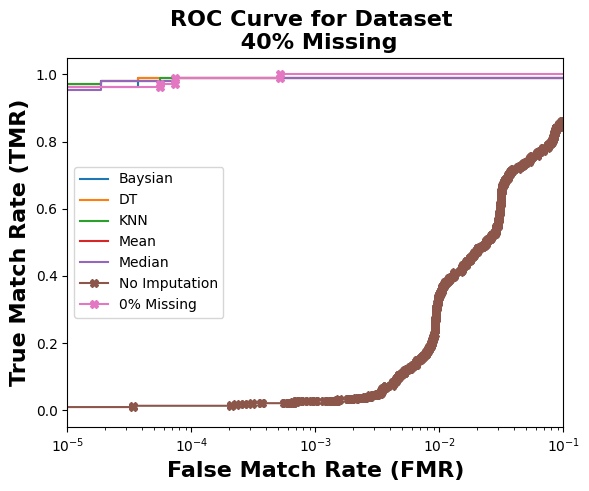 ROC Curve for Dataset
40% Missing
True Match Rate (TMR)
1.0
0.8
0.6
0.4
0.2
0.0
Baysian
DT
KNN
Mean
Median
No Imputation
0% Missing
10⁻⁵
10⁻⁴
10⁻³
10⁻²
10⁻¹
False Match Rate (FMR)